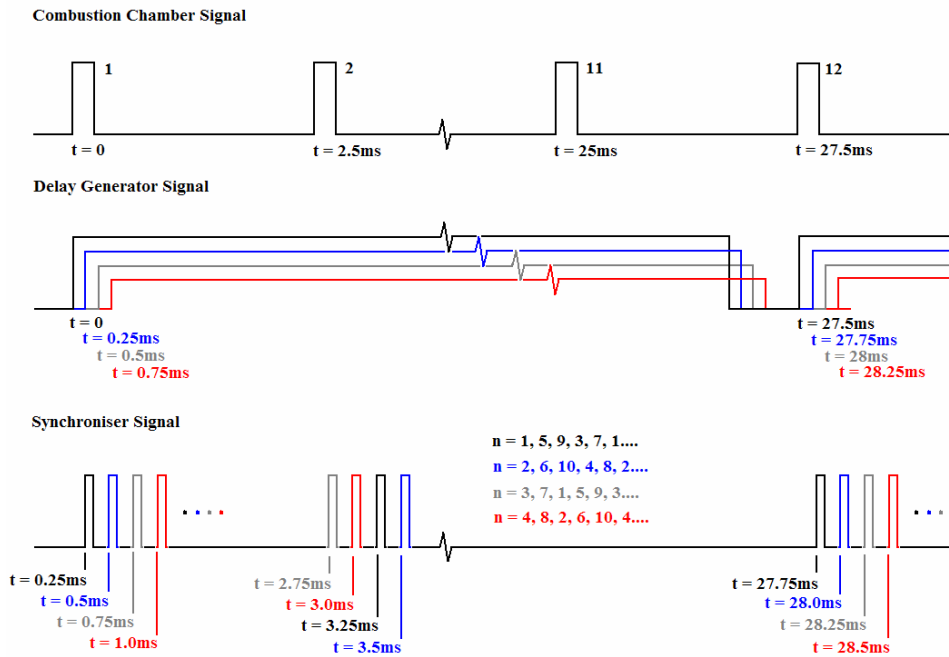 Combustion Chamber Signal
1
2
11
12
t = 0
t = 2.5ms
t = 25ms
t = 27.5ms
Delay Generator Signal
t = 0
t = 0.25ms
t = 0.5ms
t = 0.75ms
t = 27.5ms
t = 27.75ms
t = 28ms
t = 28.25ms
Synchroniser Signal
n = 1, 5, 9, 3, 7, 1....
n = 2, 6, 10, 4, 8, 2....
n = 3, 7, 1, 5, 9, 3....
n = 4, 8, 2, 6, 10, 4....
t = 0.25ms
t = 0.5ms
t = 0.75ms
t = 1.0ms
t = 2.75ms
t = 3.0ms
t = 3.25ms
t = 3.5ms
t = 27.75ms
t = 28.0ms
t = 28.25ms
t = 28.5ms